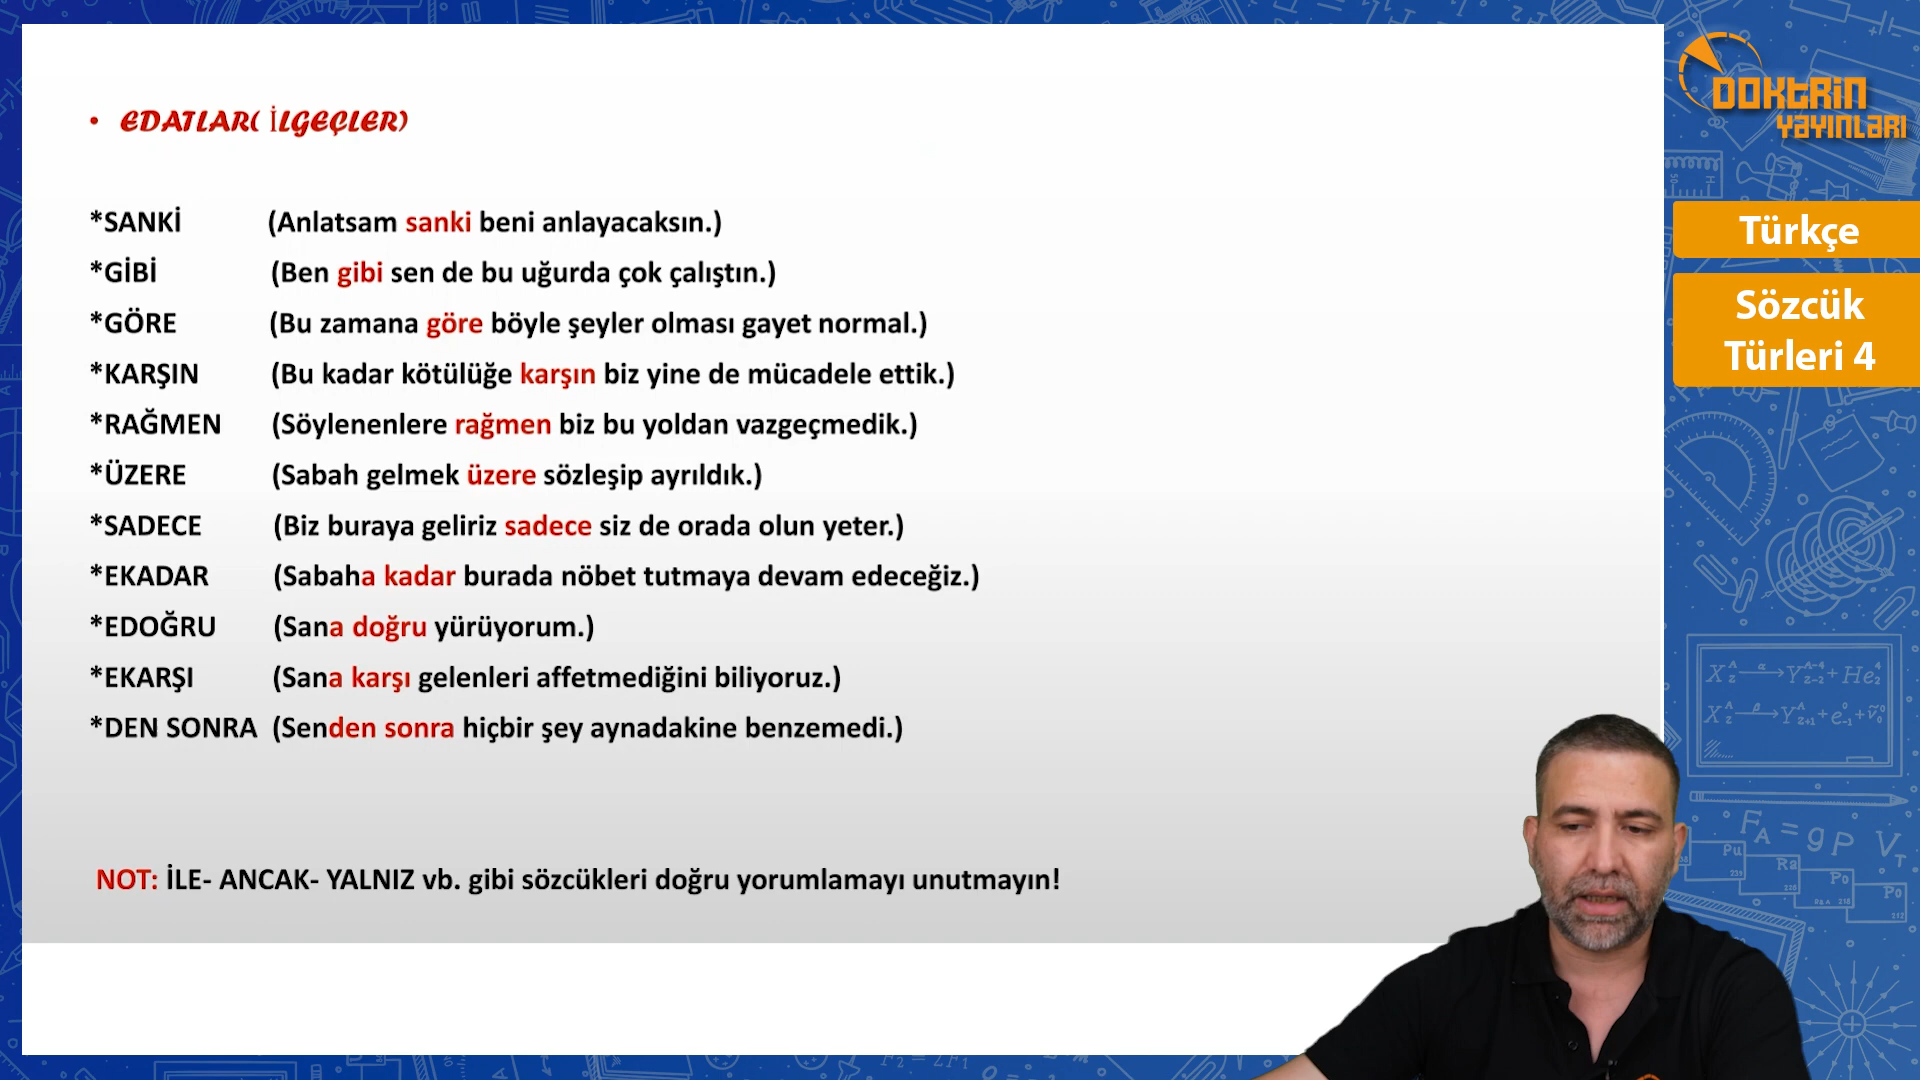 • EDATLAR( İLGEÇLER)
*SANKİ (Anlatsam sanki beni anlayacaksın.)
*GİBİ (Ben gibi sen de bu uğurda çok çalıştın.)
*GÖRE (Bu zamana göre böyle şeyler olması gayet normal.)
*KARŞIN (Bu kadar kötülüğe karşın biz yine de mücadele ettik.)
*RAĞMEN (Söylenenlere rağmen biz bu yoldan vazgeçmedik.)
*ÜZERE (Sabah gelmek üzere sözleşip ayrıldık.)
*SADECE (Biz buraya geliriz sadece siz de orada olun yeter.)
*EKADAR (Sabaha kadar burada nöbet tutmaya devam edeceğiz.)
*EDOĞRU (Sana doğru yürüyorum.)
*EKARŞI (Sana karşı gelenleri affetmediğini biliyoruz.)
*DEN SONRA (Senden sonra hiçbir şey aynadakine benzemedi.)
NOT: İLE- ANCAK- YALNIZ vb. gibi sözcükleri doğru yorumlamayı unutmayın!
DOKTRİN
YAYINLARI
Türkçe
Sözcük
Türleri 4